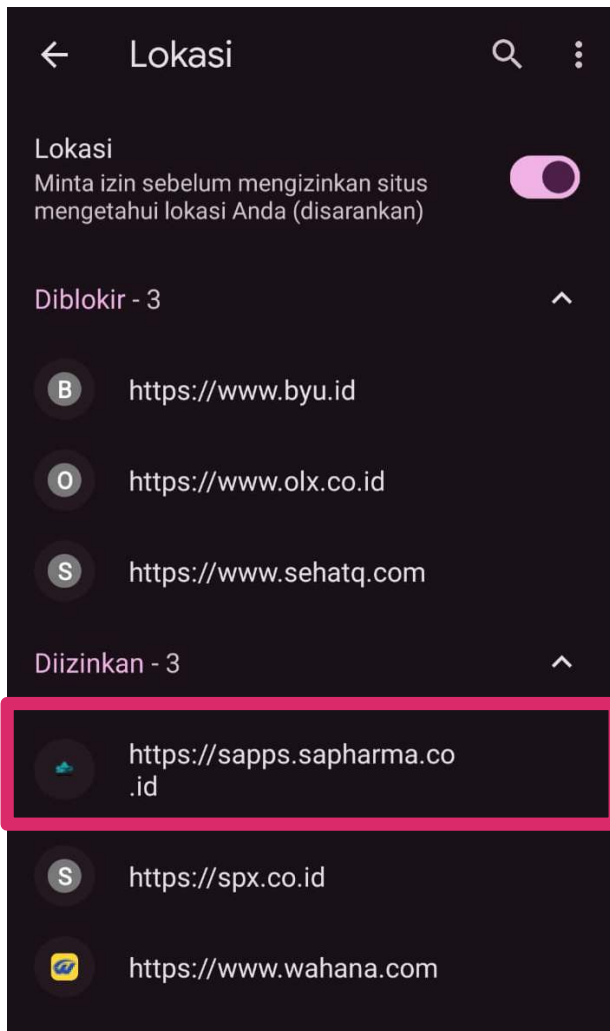 Lokasi
Lokasi
Minta izin sebelum mengizinkan situs
mengetahui lokasi Anda (disarankan)
Diblokir - 3
B
https://www.byu.id
O
https://www.olx.co.id
S
https://www.sehatq.com
Diizinkan - 3
https://sapps.sapharma.co
.id
S
https://spx.co.id
https://www.wahana.com